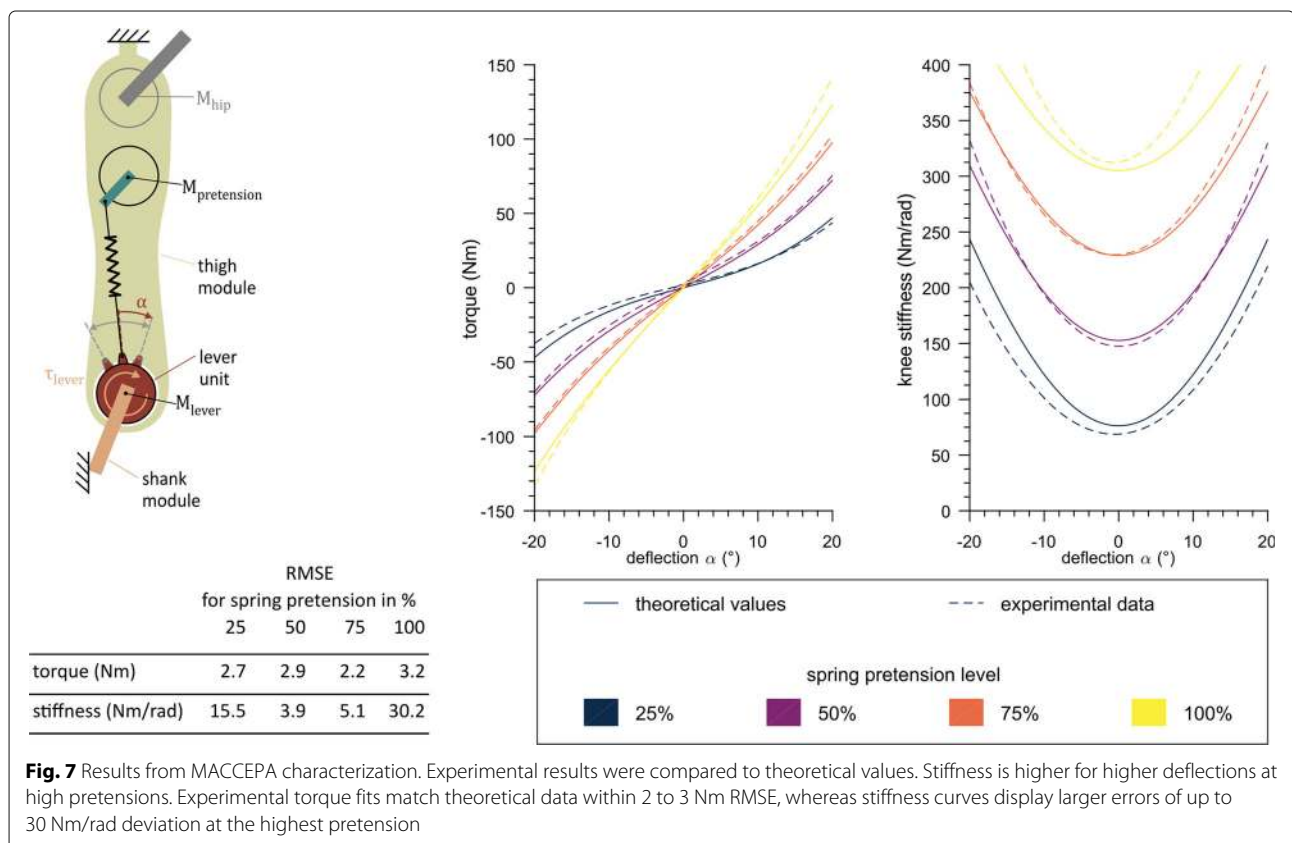 M_hip
M_pretension
thigh
module
α
lever
unit
τ_lever
M_lever
shank
module
RMSE
for spring pretension in %
25 50 75 100
torque (Nm) 2.7 2.9 2.2 3.2
stiffness (Nm/rad) 15.5 3.9 5.1 30.2
torque (Nm)
150
100
50
0
-50
-100
-150
-20 -10 0 10 20
deflection α (°)
knee stiffness (Nm/rad)
400
350
300
250
200
150
100
50
0
-20 -10 0 10 20
deflection α (°)
theoretical values experimental data
spring pretension level
25% 50% 75% 100%
Fig. 7 Results from MACCEPA characterization. Experimental results were compared to theoretical values. Stiffness is higher for higher deflections at
high pretensions. Experimental torque fits match theoretical data within 2 to 3 Nm RMSE, whereas stiffness curves display larger errors of up to
30 Nm/rad deviation at the highest pretension